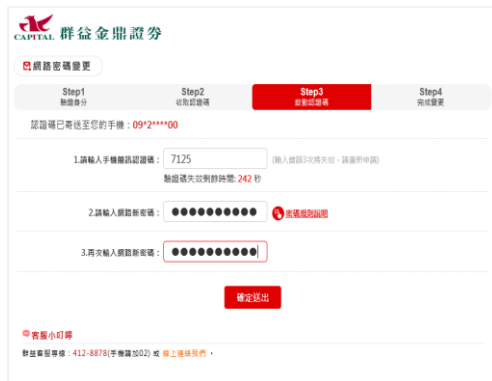 CAPITAL 群益金鼎證券
網路密碼變更
Step1 Step2 Step3 Step4
驗證身分 收取認證碼 啟動認證碼 完成變更
認證碼已寄送至您的手機：09*2****00
1.請輸入手機簡訊認證碼： 7125 (輸入錯誤3次將失效，請重新申請)
驗證碼失效剩餘時間: 242 秒
2.請輸入網路新密碼： ●●●●●●●●●● 密碼規則說明
3.再次輸入網路新密碼： ●●●●●●●●●●
確定送出
客服小叮嚀
群益客服專線：412-8878(手機請加02) 或 線上連絡我們 。